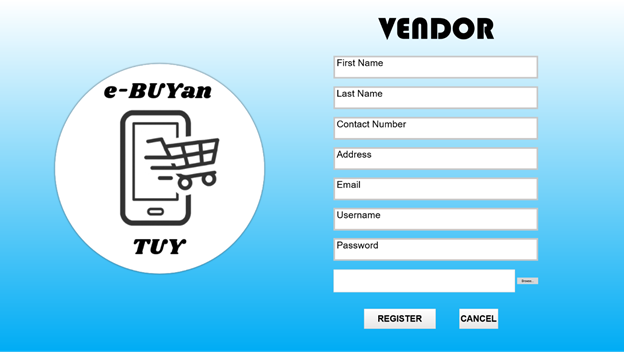 VENDOR
e-BUYan
TUY
First Name
Last Name
Contact Number
Address
Email
Username
Password
REGISTER
CANCEL